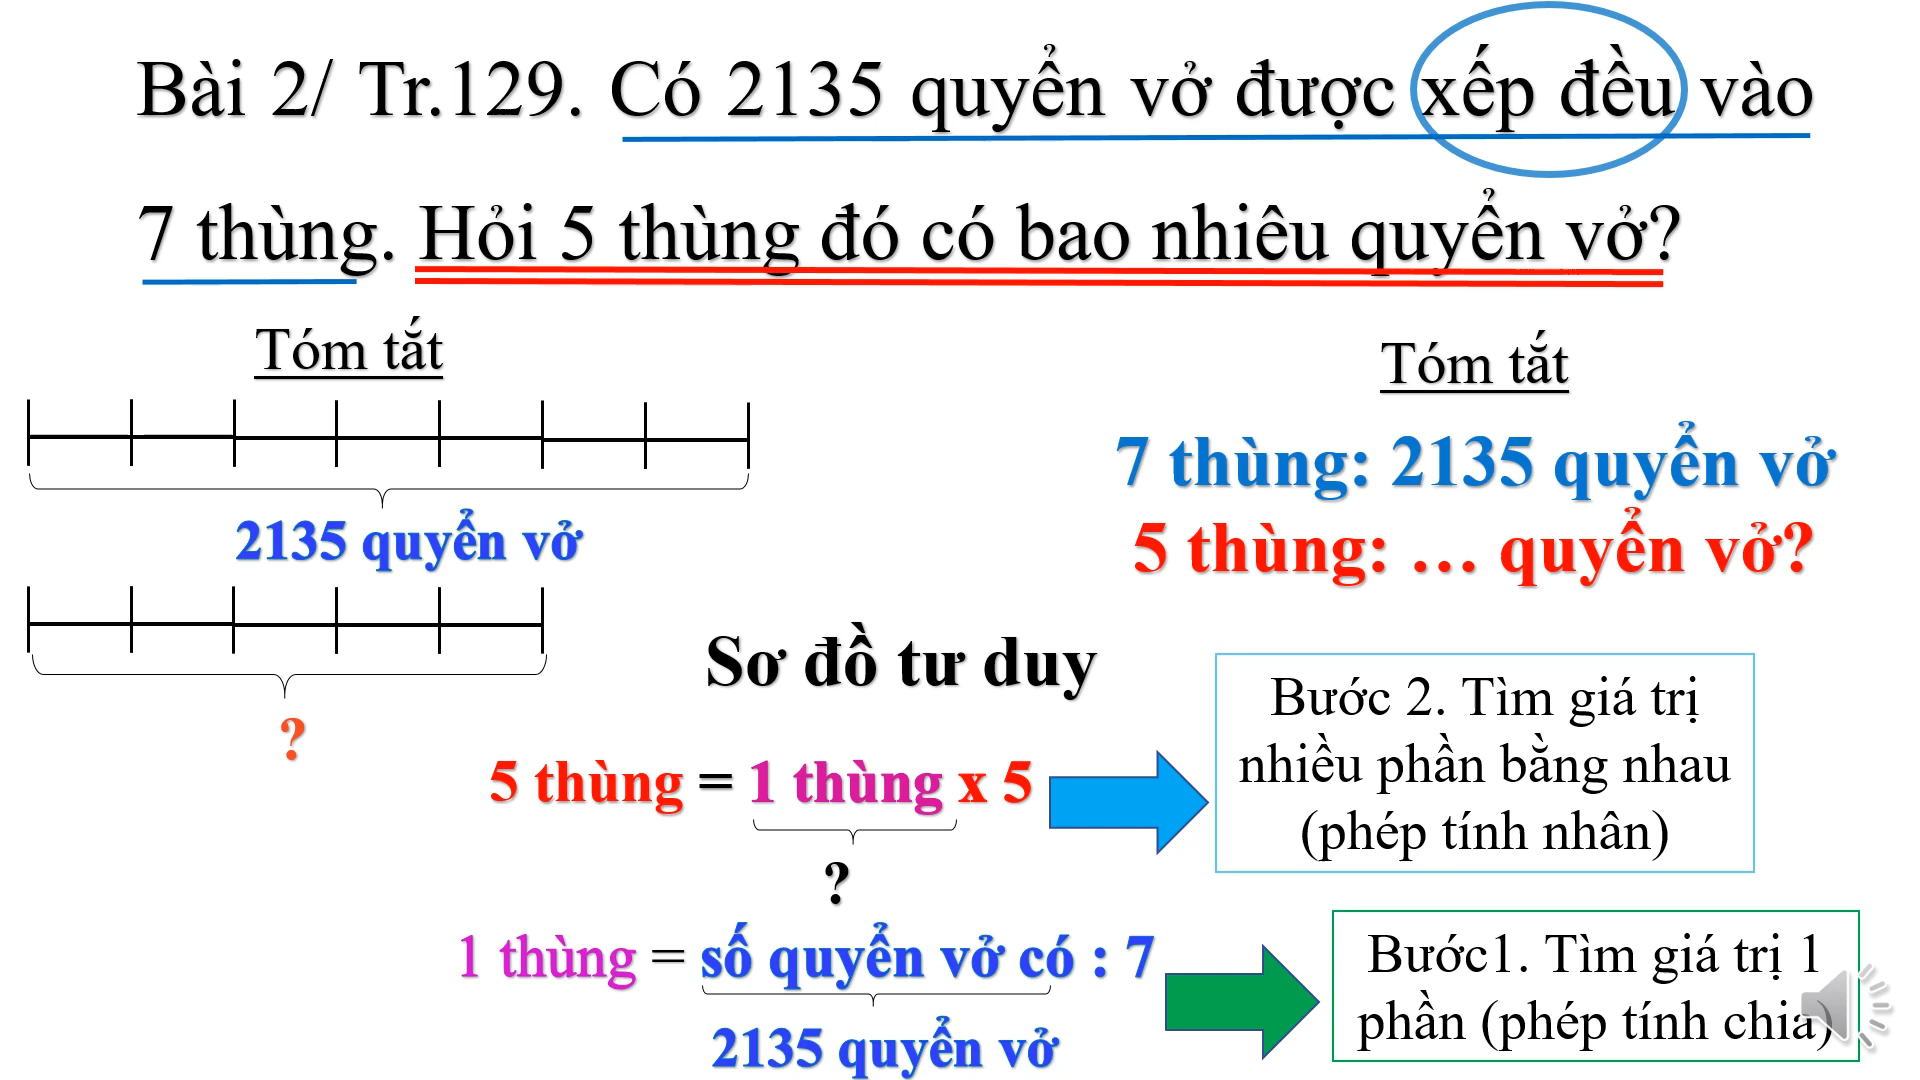 Bài 2/ Tr.129. Có 2135 quyển vở được xếp đều vào
7 thùng. Hỏi 5 thùng đó có bao nhiêu quyển vở?
Tóm tắt
2135 quyển vở
?
Tóm tắt
7 thùng: 2135 quyển vở
5 thùng: … quyển vở?
Sơ đồ tư duy
5 thùng = 1 thùng x 5
?
Bước 2. Tìm giá trị
nhiều phần bằng nhau
(phép tính nhân)
1 thùng = số quyển vở có : 7
2135 quyển vở
Bước1. Tìm giá trị 1
phần (phép tính chia)